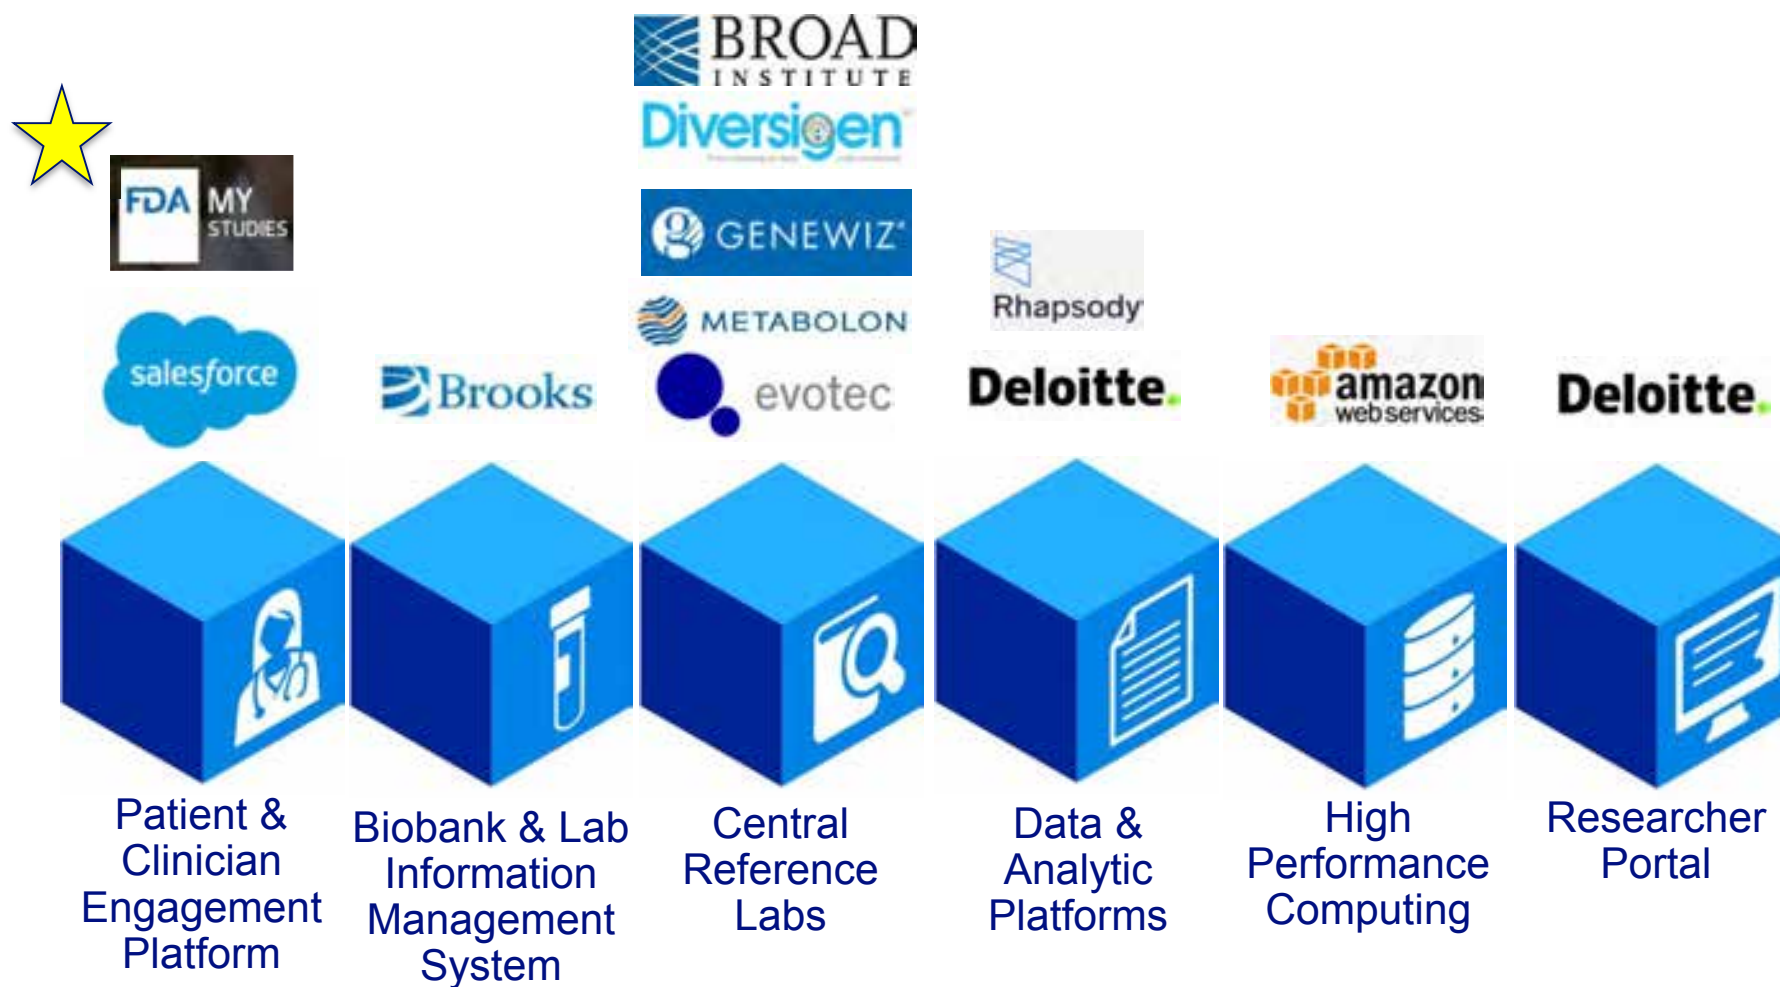 BROAD
INSTITUTE
Diversigen
FDA
MY
STUDIES
GENEWIZ
Rhapsody
METABOLON
salesforce
Brooks
evotec
Deloitte.
amazon
webservices
Deloitte.
Patient &
Clinician
Engagement
Platform
Biobank & Lab
Information
Management
System
Central
Reference
Labs
Data &
Analytic
Platforms
High
Performance
Computing
Researcher
Portal